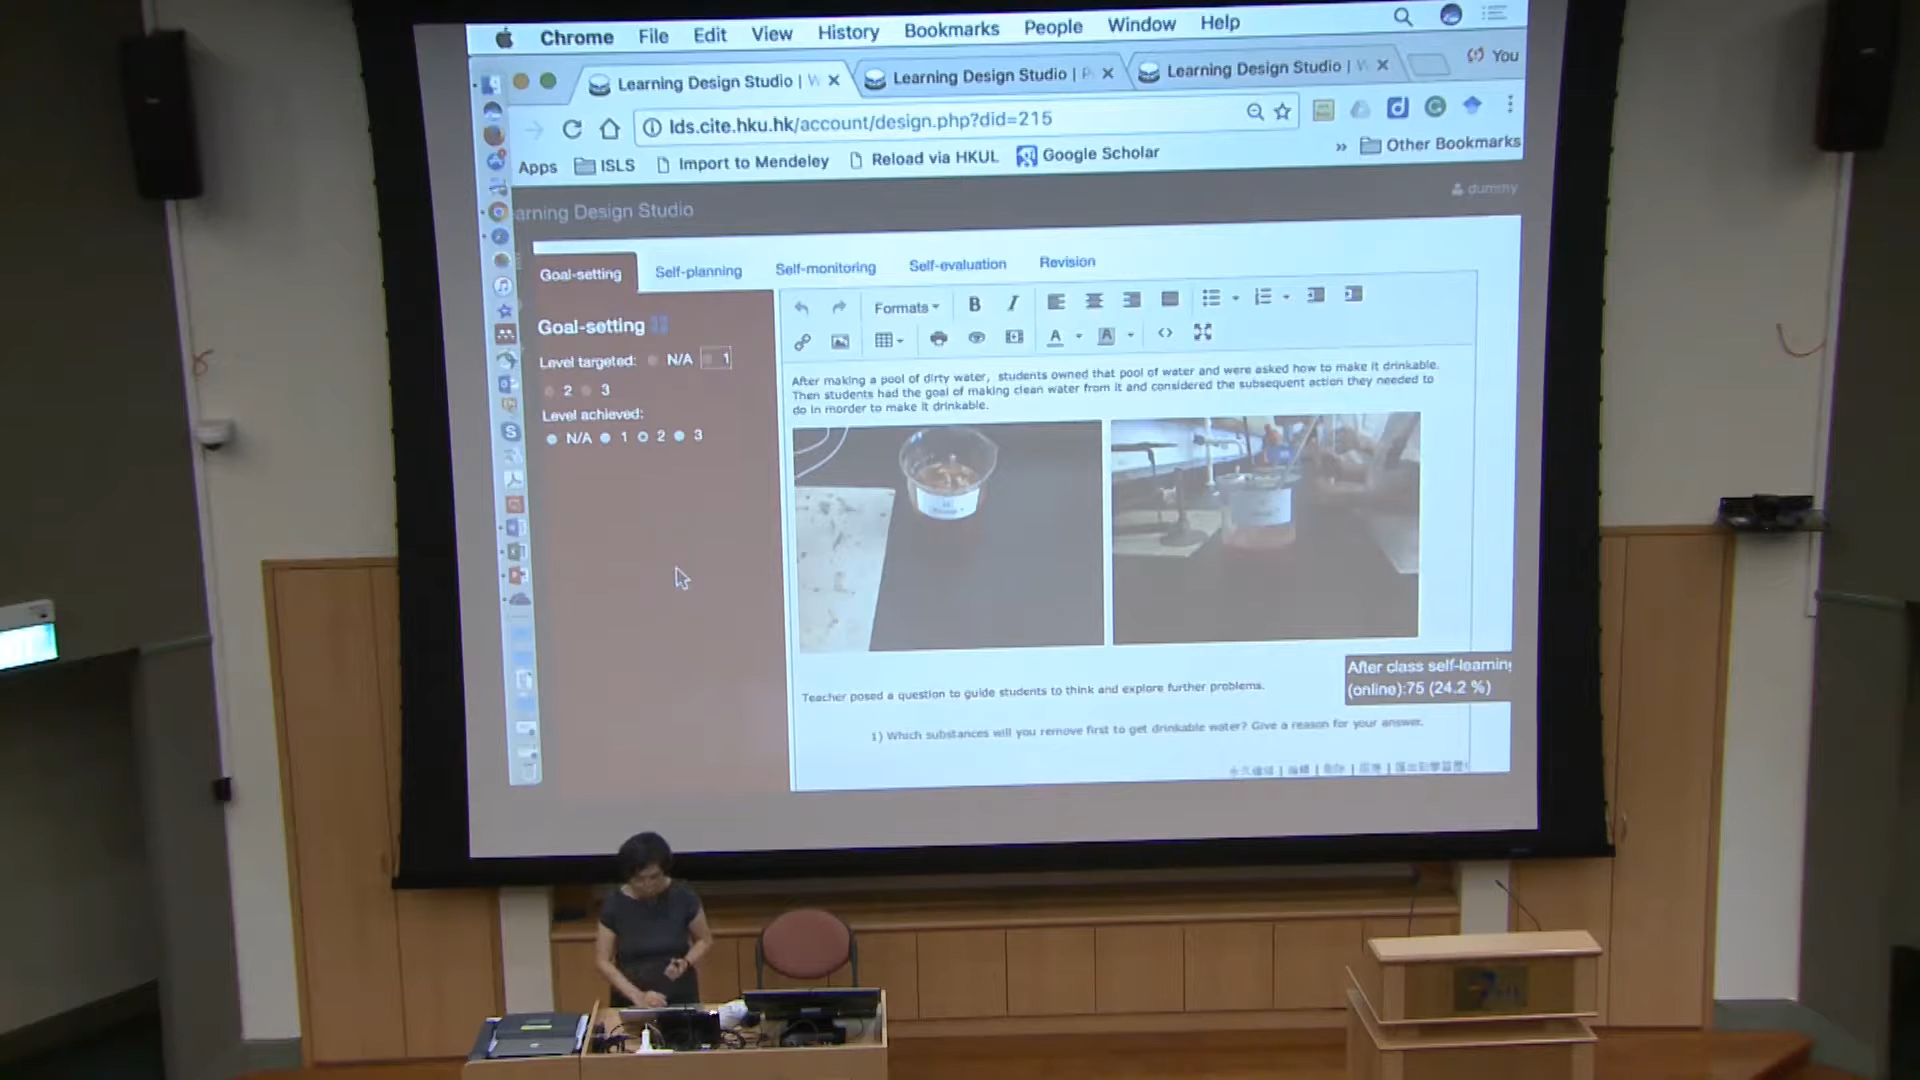 Chrome File Edit View History Bookmarks People Window Help
Learning Design Studio | Learning Design Studio | Learning Design Studio | You
lds.cite.hku.hk/account/design.php?did=215
Apps ISLS Import to Mendeley Reload via HKUL Google Scholar » Other Bookmarks
dummy
arning Design Studio
Goal-setting Self-planning Self-monitoring Self-evaluation Revision
Formats
Goal-setting
Level targeted: N/A 1
2 3
Level achieved:
N/A 1 2 3
After making a pool of dirty water, students owned that pool of water and were asked how to make it drinkable.
Then students had the goal of making clean water from it and considered the subsequent action they needed to
do in morder to make it drinkable.
After class self-learning
(online):75 (24.2 %)
Teacher posed a question to guide students to think and explore further problems.
1) Which substances will you remove first to get drinkable water? Give a reason for your answer.